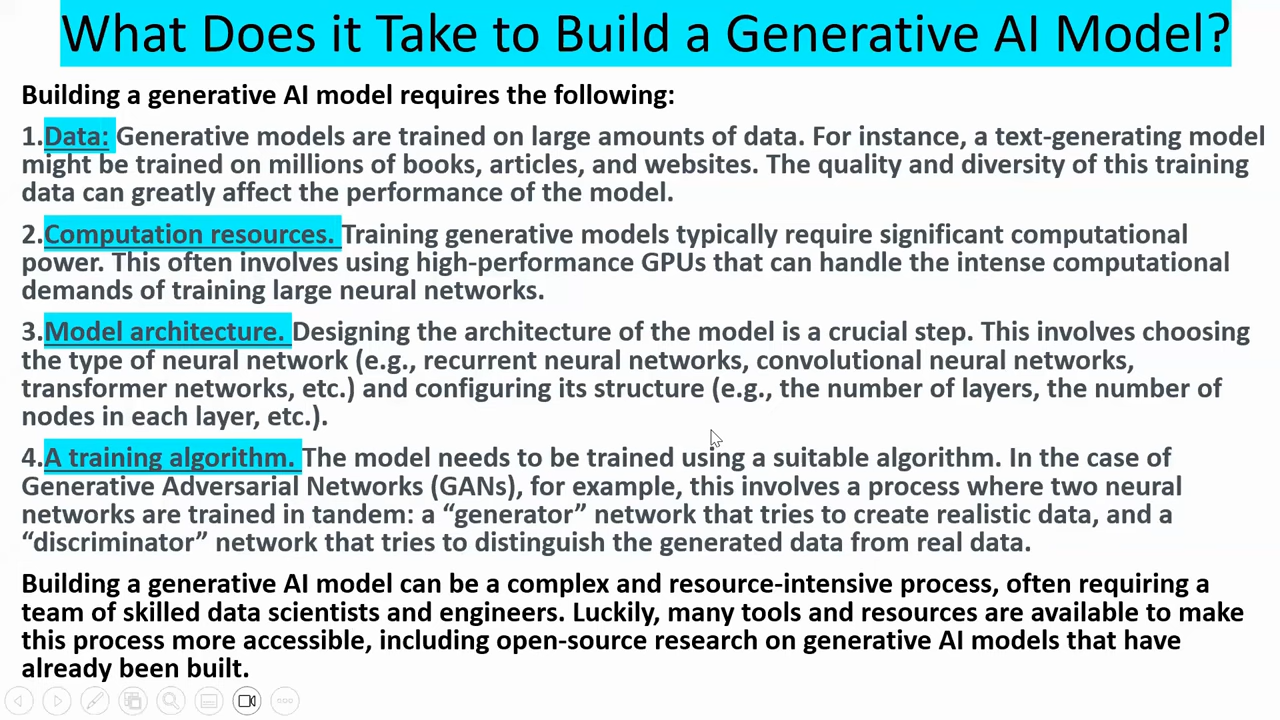 What Does it Take to Build a Generative AI Model?
Building a generative AI model requires the following:
1.Data: Generative models are trained on large amounts of data. For instance, a text-generating model
might be trained on millions of books, articles, and websites. The quality and diversity of this training
data can greatly affect the performance of the model.
2.Computation resources. Training generative models typically require significant computational
power. This often involves using high-performance GPUs that can handle the intense computational
demands of training large neural networks.
3.Model architecture. Designing the architecture of the model is a crucial step. This involves choosing
the type of neural network (e.g., recurrent neural networks, convolutional neural networks,
transformer networks, etc.) and configuring its structure (e.g., the number of layers, the number of
nodes in each layer, etc.).
4.A training algorithm. The model needs to be trained using a suitable algorithm. In the case of
Generative Adversarial Networks (GANs), for example, this involves a process where two neural
networks are trained in tandem: a “generator” network that tries to create realistic data, and a
“discriminator” network that tries to distinguish the generated data from real data.
Building a generative AI model can be a complex and resource-intensive process, often requiring a
team of skilled data scientists and engineers. Luckily, many tools and resources are available to make
this process more accessible, including open-source research on generative AI models that have
already been built.